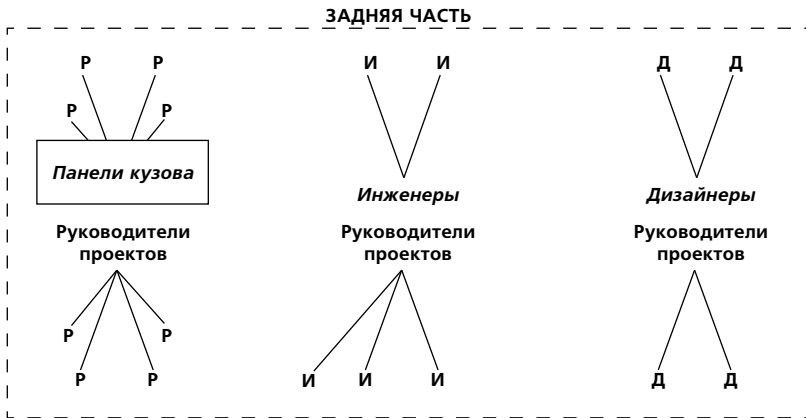 ЗАДНЯЯ ЧАСТЬ
Р Р И И Д Д
Р Р
Панели кузова
Инженеры Дизайнеры
Руководители проектов Руководители проектов Руководители проектов
Р Р
Р Р И И И Д Д